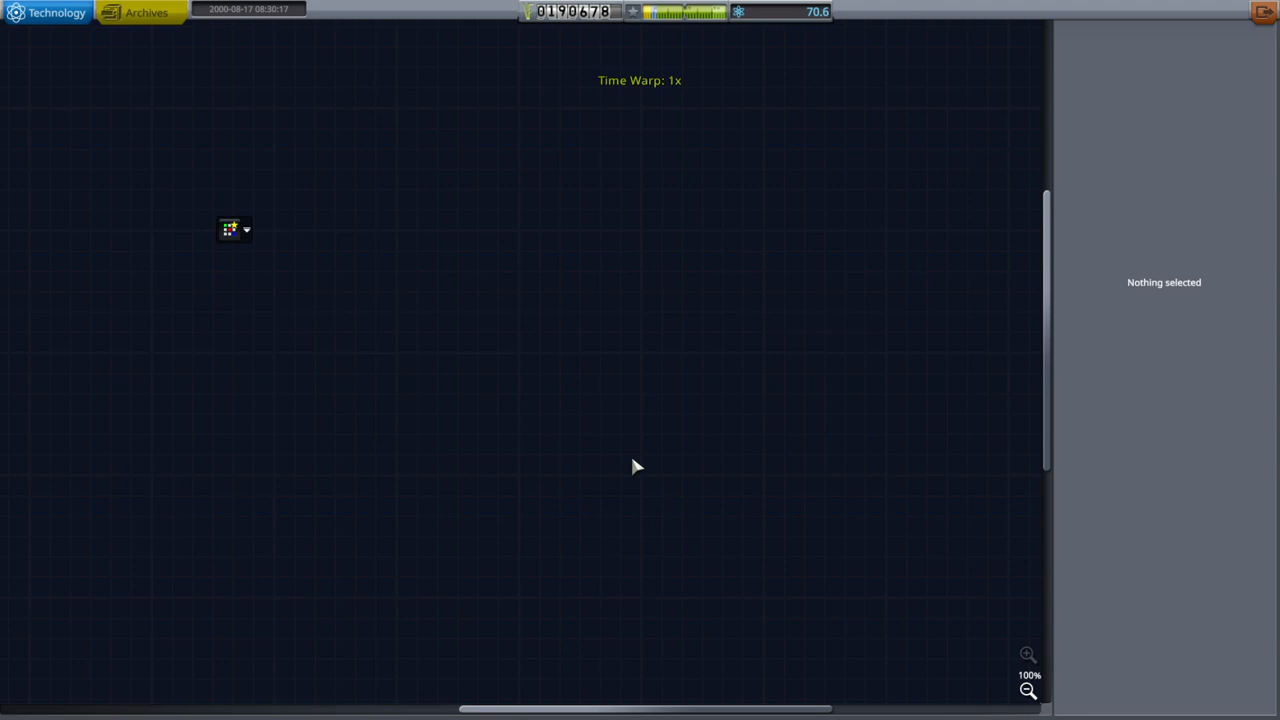 Technology
Archives
2000-08-17 08:30:17
0190678
70.6
Time Warp: 1x
Nothing selected
100%